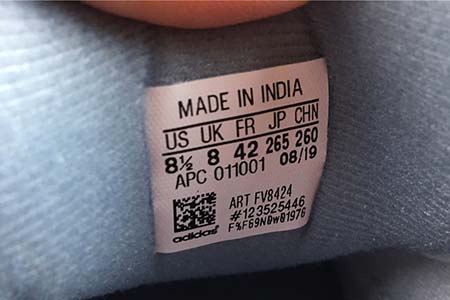 MADE IN INDIA
US UK FR JP CHN
8½ 8 42 265 260
APC 011001 08/19
ART FV8424
#123525446
F%F69NDwB1976
adidas